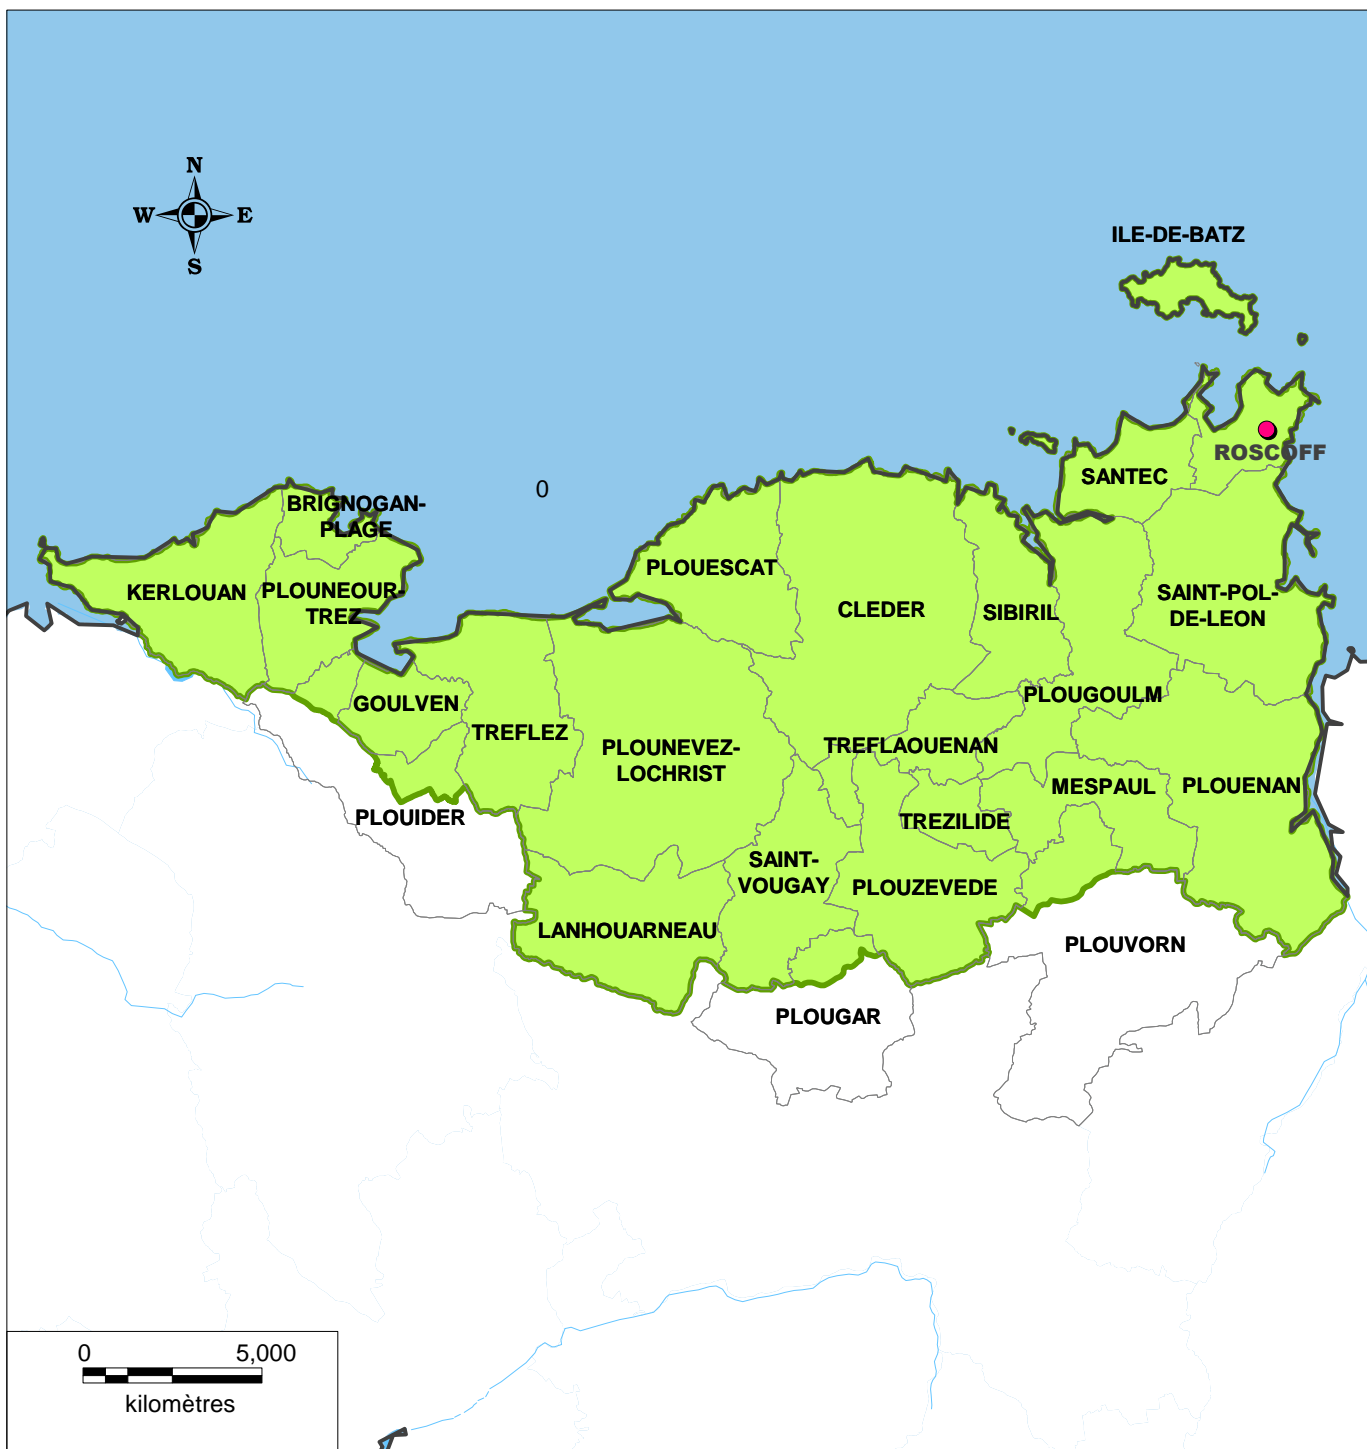 N
W
E
S
ILE-DE-BATZ
ROSCOFF
SANTEC
BRIGNOGAN-
PLAGE
0
PLOUESCAT
KERLOUAN
PLOUNEOUR-
TREZ
CLEDER
SIBIRIL
SAINT-POL-
DE-LEON
GOULVEN
PLOUGOULM
TREFLEZ
PLOUNEVEZ-
LOCHRIST
TREFLAOUENAN
MESPAUL
PLOUENAN
PLOUIDER
TREZILIDE
SAINT-
VOUGAY
PLOUZEVEDE
LANHOUARNEAU
PLOUVORN
PLOUGAR
0
5,000
kilomètres